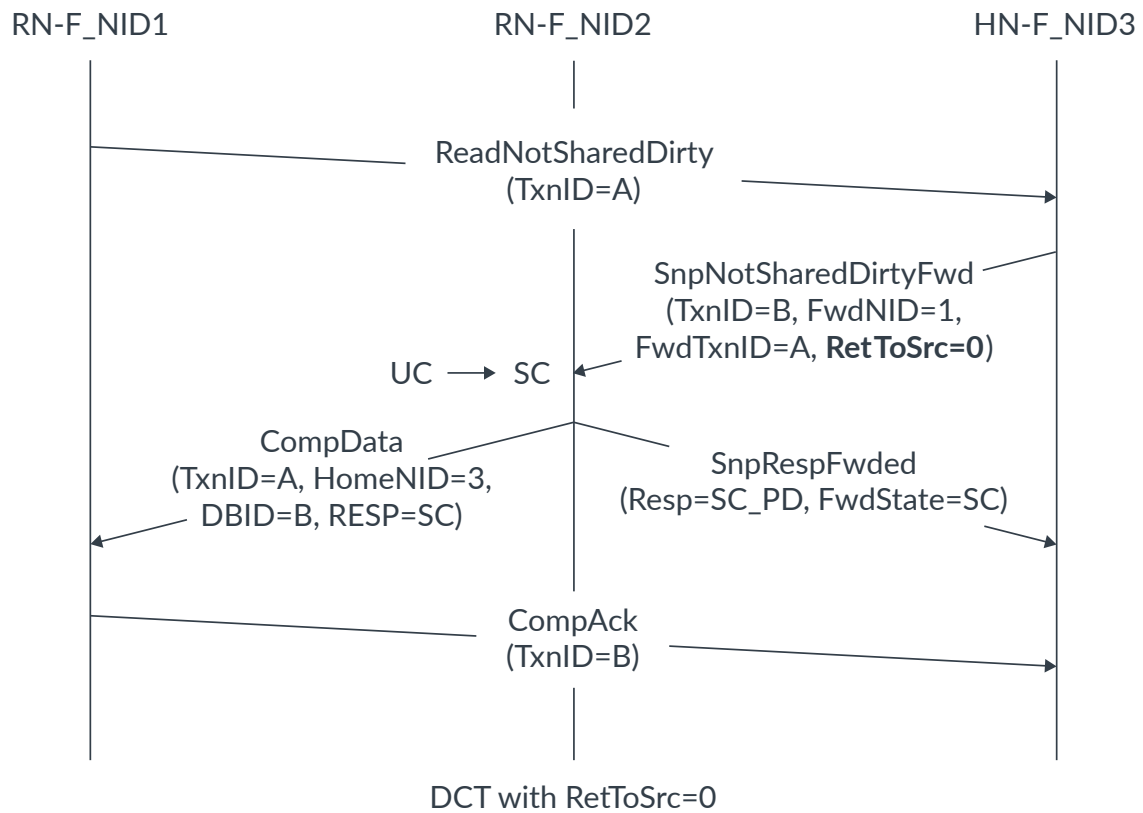 RN-F_NID1
RN-F_NID2
HN-F_NID3
ReadNotSharedDirty
(TxnID=A)
SnpNotSharedDirtyFwd
(TxnID=B, FwdNID=1,
FwdTxnID=A, RetToSrc=0)
UC
SC
CompData
(TxnID=A, HomeNID=3,
DBID=B, RESP=SC)
SnpRespFwded
(Resp=SC_PD, FwdState=SC)
CompAck
(TxnID=B)
DCT with RetToSrc=0